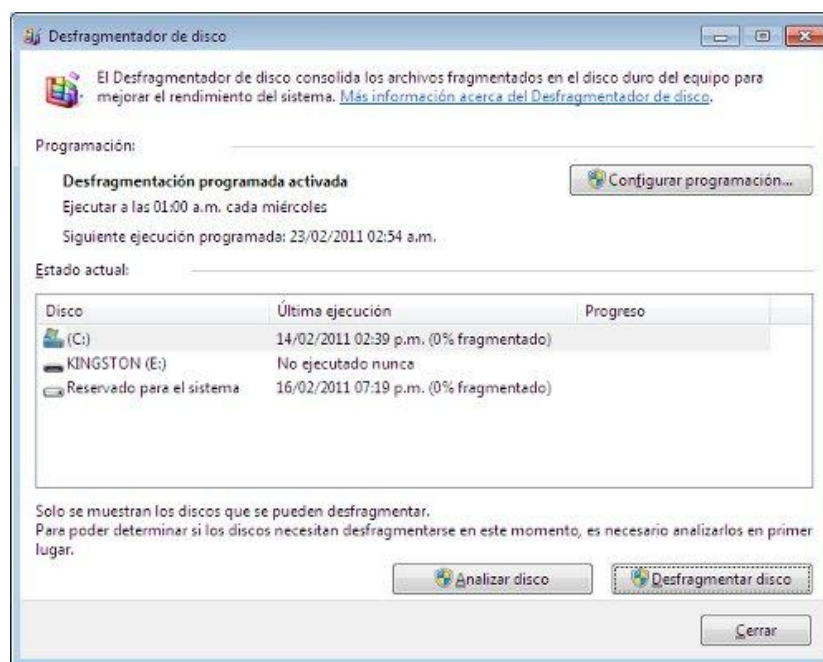 Desfragmentador de disco
El Desfragmentador de disco consolida los archivos fragmentados en el disco duro del equipo para
mejorar el rendimiento del sistema. Más información acerca del Desfragmentador de disco.
Programación:
Desfragmentación programada activada
Configurar programación...
Ejecutar a las 01:00 a.m. cada miércoles
Siguiente ejecución programada: 23/02/2011 02:54 a.m.
Estado actual:
Disco Última ejecución Progreso
(C:) 14/02/2011 02:39 p.m. (0% fragmentado)
KINGSTON (E:) No ejecutado nunca
Reservado para el sistema 16/02/2011 07:19 p.m. (0% fragmentado)
Solo se muestran los discos que se pueden desfragmentar.
Para poder determinar si los discos necesitan desfragmentarse en este momento, es necesario analizarlos en primer
lugar.
Analizar disco Desfragmentar disco
Cerrar